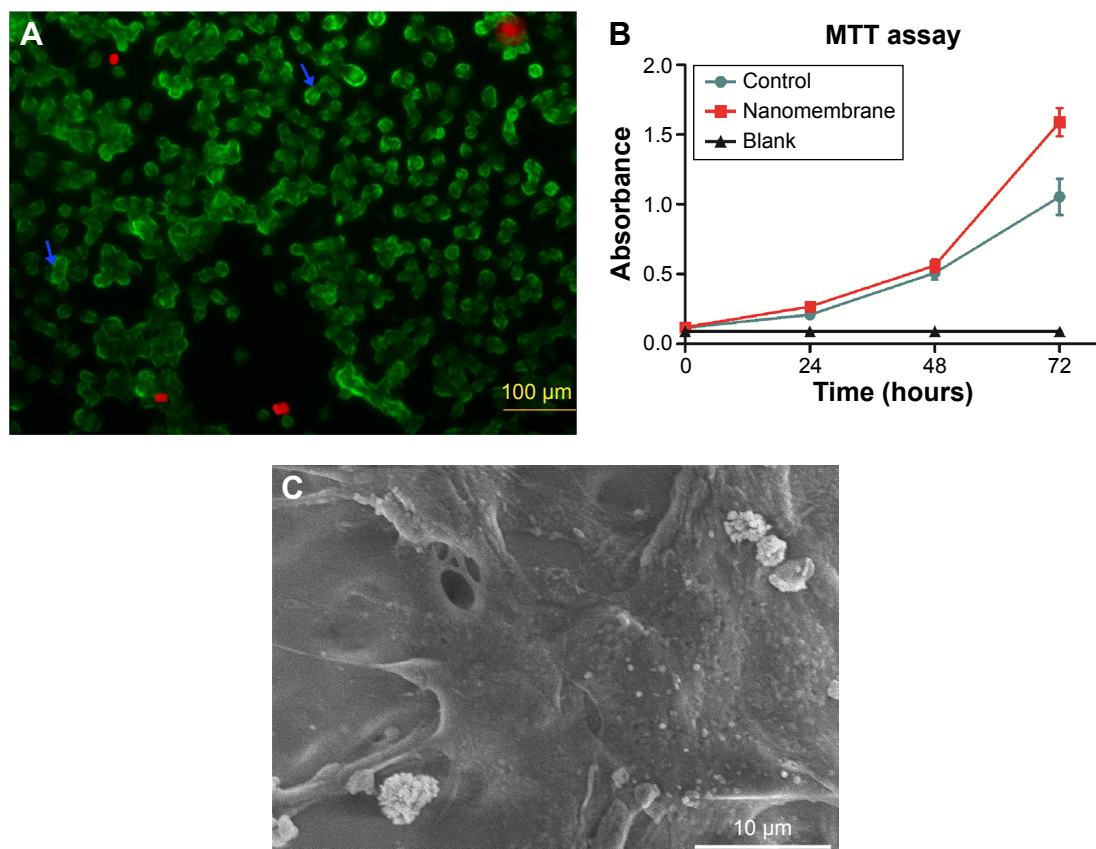 A
100 µm
B
MTT assay
Control
Nanomembrane
Blank
2.0
1.5
1.0
0.5
0.0
Absorbance
0
24
48
72
Time (hours)
C
10 µm